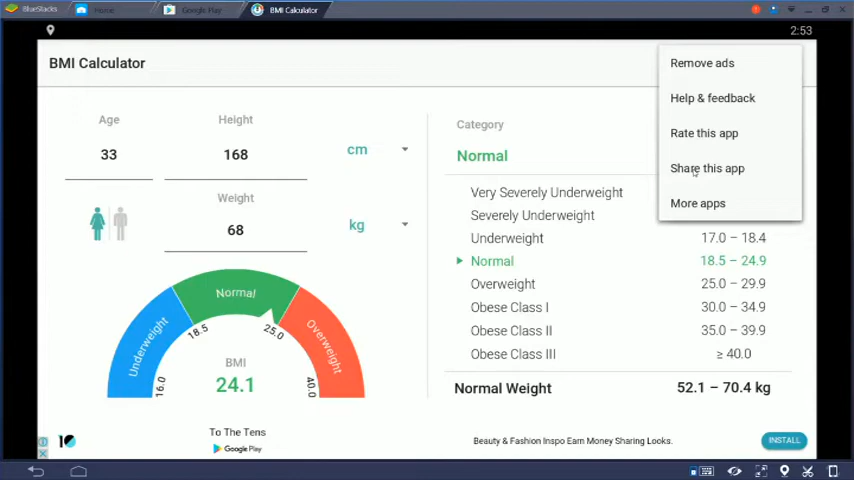 BlueStacks
Home
Google Play
BMI Calculator
2:53
BMI Calculator
Remove ads
Help & feedback
Rate this app
Share this app
More apps
Age
Height
33
168
cm
Weight
68
kg
Underweight
Normal
Overweight
16.0
18.5
25.0
40.0
BMI
24.1
Category
Normal
Very Severely Underweight
Severely Underweight
Underweight 17.0 – 18.4
Normal 18.5 – 24.9
Overweight 25.0 – 29.9
Obese Class I 30.0 – 34.9
Obese Class II 35.0 – 39.9
Obese Class III ≥ 40.0
Normal Weight 52.1 – 70.4 kg
To The Tens
Google Play
Beauty & Fashion Inspo Earn Money Sharing Looks.
INSTALL